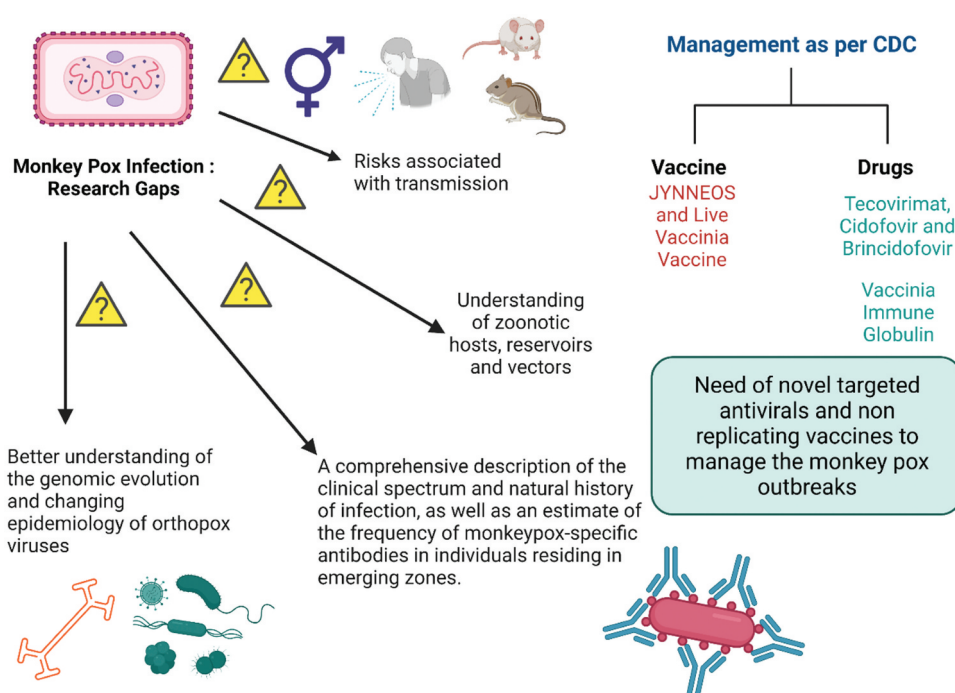 ?
Monkey Pox Infection :
Research Gaps
Risks associated
with transmission
?
?
?
Understanding
of zoonotic
hosts, reservoirs
and vectors
Better understanding of
the genomic evolution
and changing
epidemiology of orthopox
viruses
A comprehensive description of the
clinical spectrum and natural history
of infection, as well as an estimate of
the frequency of monkeypox-specific
antibodies in individuals residing in
emerging zones.
Management as per CDC
Vaccine
JYNNEOS
and Live
Vaccinia
Vaccine
Drugs
Tecovirimat,
Cidofovir and
Brincidofovir
Vaccinia
Immune
Globulin
Need of novel targeted
antivirals and non
replicating vaccines to
manage the monkey pox
outbreaks